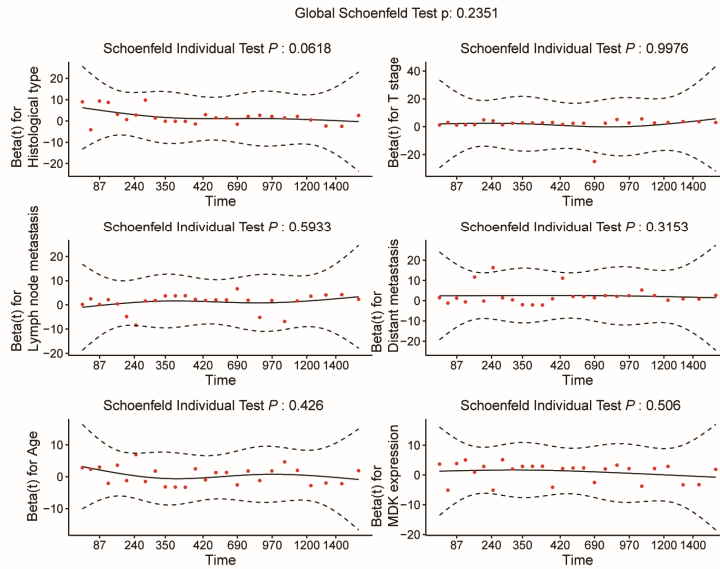 Global Schoenfeld Test p: 0.2351
Schoenfeld Individual Test P : 0.0618
Beta(t) for
Histological type
20
10
0
−10
−20
87 240 350 420 690 970 1200 1400
Time
Schoenfeld Individual Test P : 0.9976
Beta(t) for T stage
40
20
0
−20
87 240 350 420 690 970 1200 1400
Time
Schoenfeld Individual Test P : 0.5933
Beta(t) for
Lymph node metastasis
20
10
0
−10
−20
87 240 350 420 690 970 1200 1400
Time
Schoenfeld Individual Test P : 0.3153
Beta(t) for
Distant metastasis
20
10
0
−10
−20
87 240 350 420 690 970 1200 1400
Time
Schoenfeld Individual Test P : 0.426
Beta(t) for Age
10
0
−10
87 240 350 420 690 970 1200 1400
Time
Schoenfeld Individual Test P : 0.506
Beta(t) for
MDK expression
10
0
−10
−20
87 240 350 420 690 970 1200 1400
Time